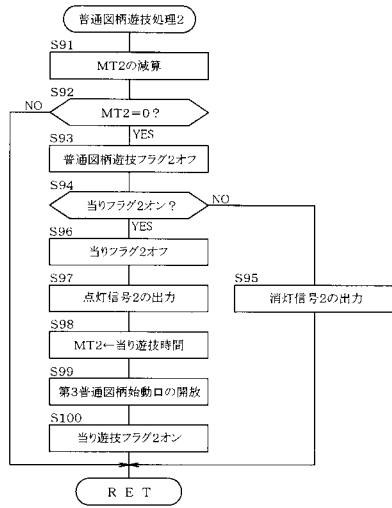 普通図柄遊技処理2
S91
MT2の減算
S92
NO
MT2=0?
YES
S93
普通図柄遊技フラグ2オフ
S94
当りフラグ2オン?
NO
YES
S96
当りフラグ2オフ
S95
消灯信号2の出力
S97
点灯信号2の出力
S98
MT2←当り遊技時間
S99
第3普通図柄始動口の開放
S100
当り遊技フラグ2オン
RET